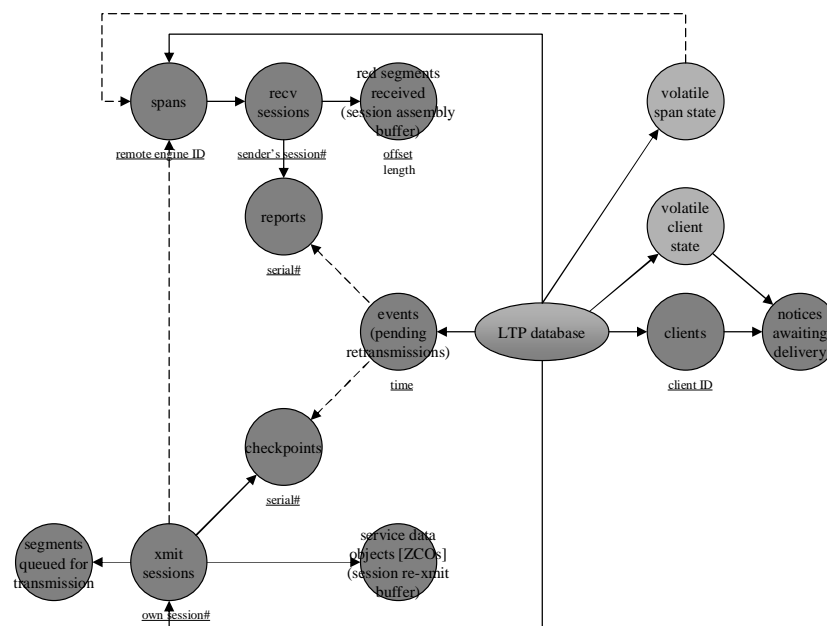 spans
remote engine ID
recv
sessions
sender's session#
red segments
received
(session assembly
buffer)
offset
length
volatile
span state
reports
serial#
volatile
client
state
events
(pending
retransmissions)
time
LTP database
clients
client ID
notices
awaiting
delivery
checkpoints
serial#
segments
queued for
transmission
xmit
sessions
own session#
service data
objects [ZCOs]
(session re-xmit
buffer)